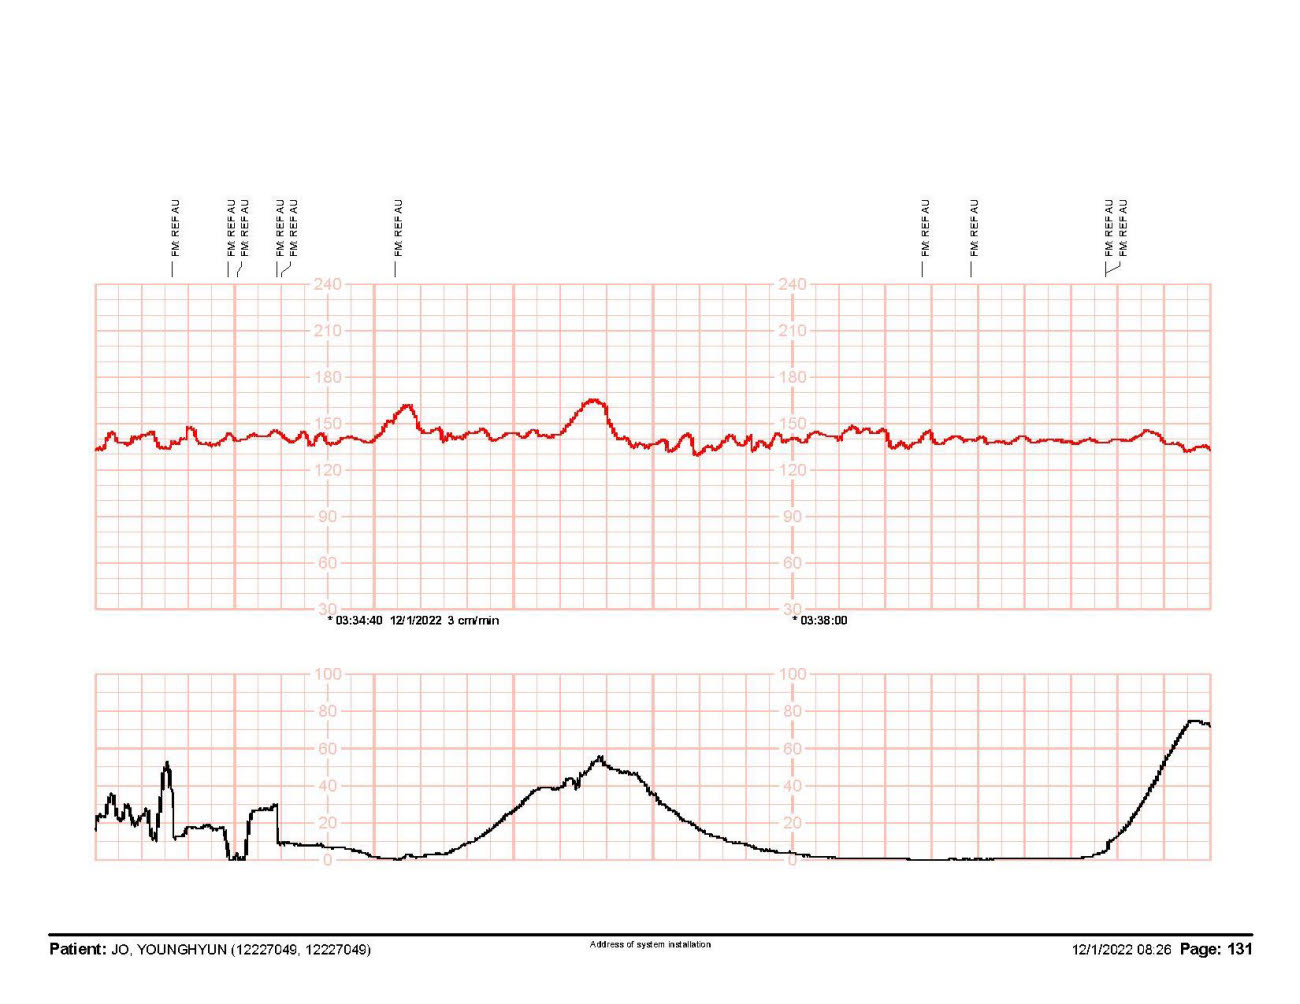 FM: REF AU
FM: REF AU
FM: REF AU
FM: REF AU
FM: REF AU
FM: REF AU
FM: REF AU
FM: REF AU
FM: REF AU
FM: REF AU
240 240
210 210
180 180
150 150
120 120
90 90
60 60
30 30
* 03:34:40 12/1/2022 3 cm/min * 03:38:00
100 100
80 80
60 60
40 40
20 20
0 0
Patient: JO, YOUNGHYUN (12227049, 12227049) Address of system installation 12/1/2022 08:26 Page: 131